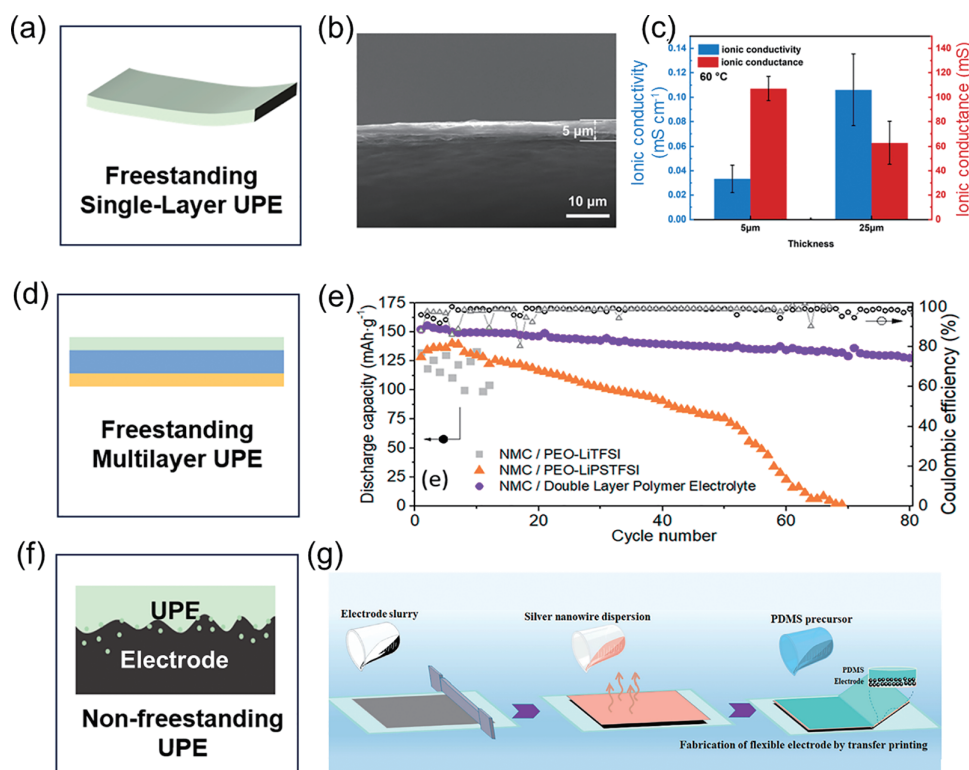 (a)
Freestanding
Single-Layer UPE
(b)
5 μm
10 μm
(c)
ionic conductivity
ionic conductance
60 °C
Ionic conductivity
(mS cm⁻¹)
0.14
0.12
0.10
0.08
0.06
0.04
0.02
0.00
Ionic conductance (mS)
140
120
100
80
60
40
20
0
5μm
25μm
Thickness
(d)
Freestanding
Multilayer UPE
(e)
Discharge capacity (mAh·g⁻¹)
175
150
125
100
75
50
25
0
Coulombic efficiency (%)
100
80
60
40
20
0
NMC / PEO-LiTFSI
NMC / PEO-LiPSTFSI
NMC / Double Layer Polymer Electrolyte
(e)
0 20 40 60 80
Cycle number
(f)
UPE
Electrode
Non-freestanding
UPE
(g)
Electrode slurry
Silver nanowire dispersion
PDMS precursor
PDMS
Electrode
Fabrication of flexible electrode by transfer printing